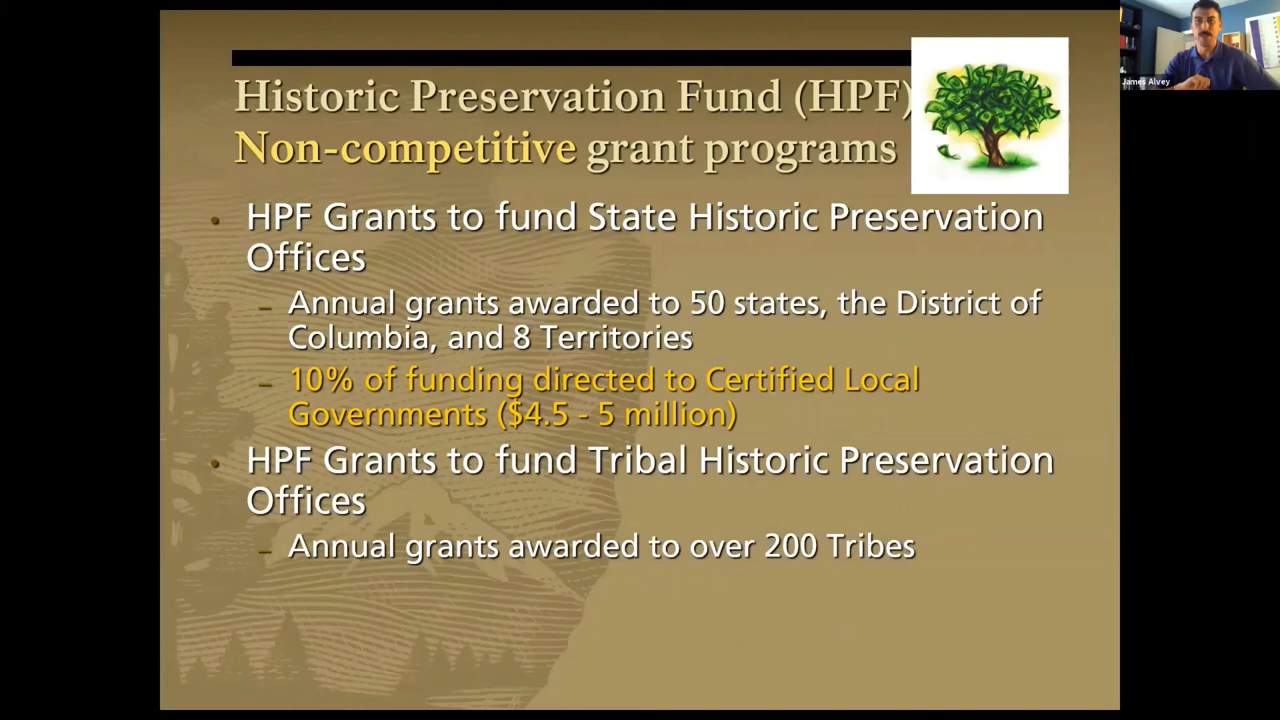 Historic Preservation Fund (HPF)
Non-competitive grant programs
• HPF Grants to fund State Historic Preservation
Offices
– Annual grants awarded to 50 states, the District of
Columbia, and 8 Territories
– 10% of funding directed to Certified Local
Governments ($4.5 - 5 million)
• HPF Grants to fund Tribal Historic Preservation
Offices
– Annual grants awarded to over 200 Tribes
James Alvey